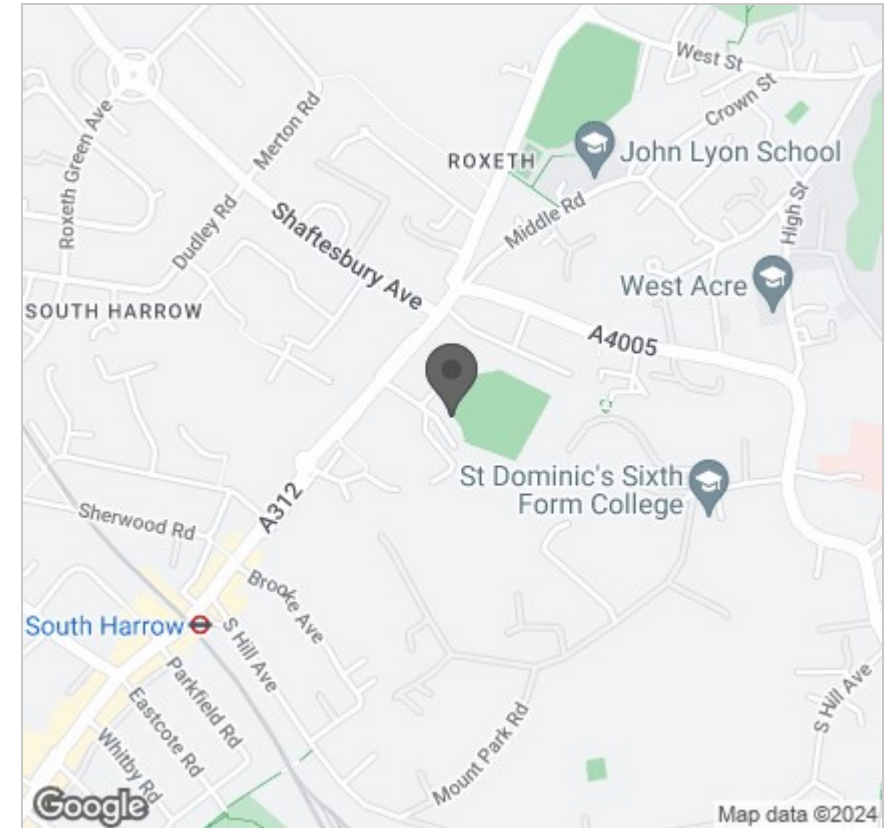 West St
Crown St
Merton Rd
ROXETH
John Lyon School
Roxeth Green Ave
Middle Rd
High St
Dudley Rd
Shaftesbury Ave
West Acre
SOUTH HARROW
A4005
St Dominic's Sixth
Form College
A312
Sherwood Rd
Brooke Ave
South Harrow
S Hill Ave
S Hill Ave
Parkfield Rd
Eastcote Rd
Whitby Rd
Mount Park Rd
Google
Map data ©2024